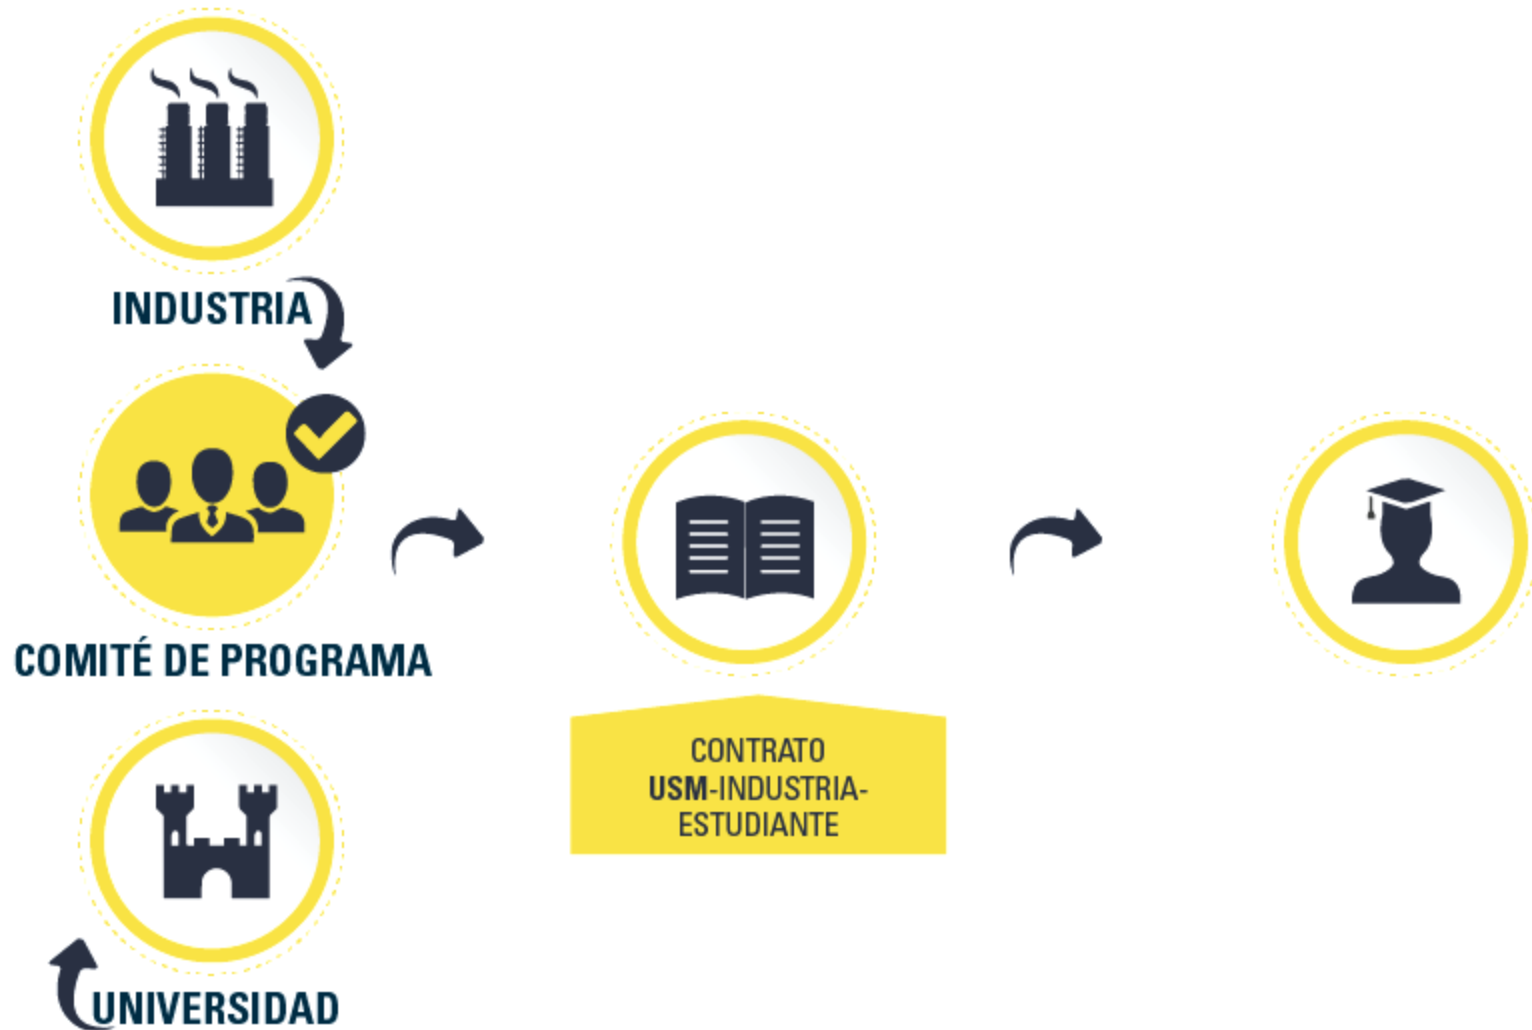 INDUSTRIA
COMITÉ DE PROGRAMA
CONTRATO
USM-INDUSTRIA-
ESTUDIANTE
UNIVERSIDAD